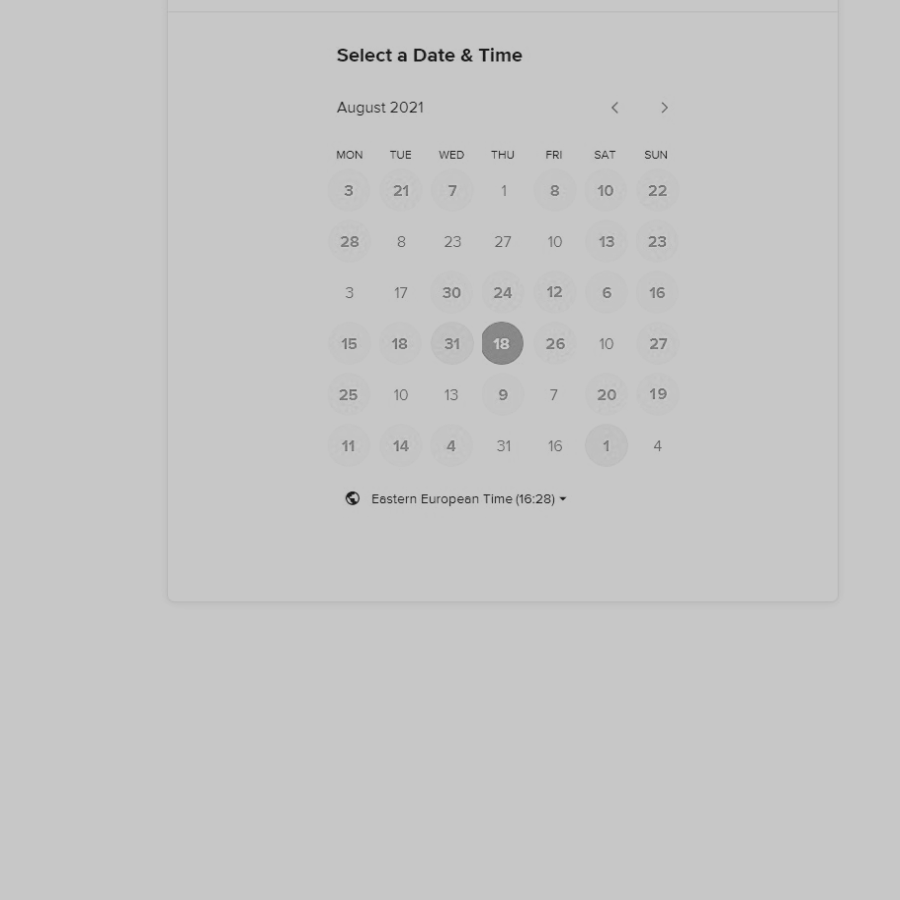 Select a Date & Time
August 2021
MON TUE WED THU FRI SAT SUN
3 21 7 1 8 10 22
28 8 23 27 10 13 23
3 17 30 24 12 6 16
15 18 31 18 26 10 27
25 10 13 9 7 20 19
11 14 4 31 16 1 4
Eastern European Time (16:28)